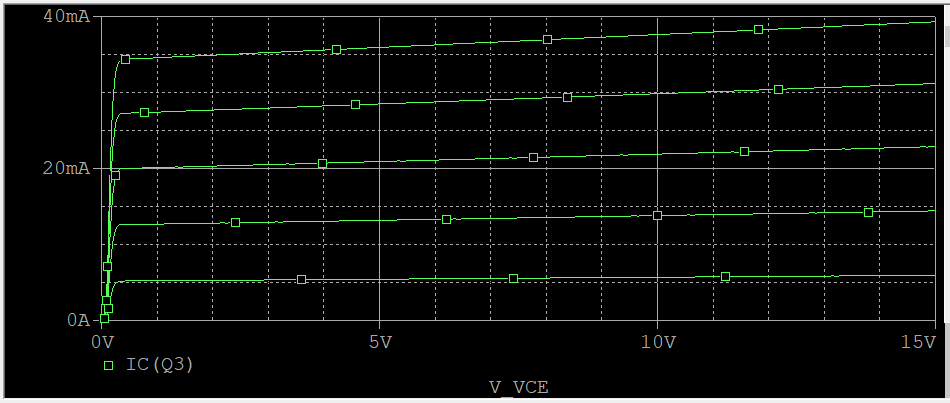 40mA
20mA
0A
0V 5V 10V 15V
IC(Q3)
V_VCE